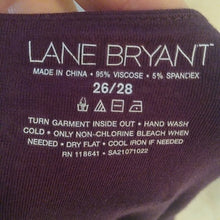 LANE BRYANT
MADE IN CHINA • 95% VISCOSE • 5% SPANDEX
26/28
TURN GARMENT INSIDE OUT • HAND WASH
COLD • ONLY NON-CHLORINE BLEACH WHEN
NEEDED • DRY FLAT • COOL IRON IF NEEDED
RN 118641 • SA21071022